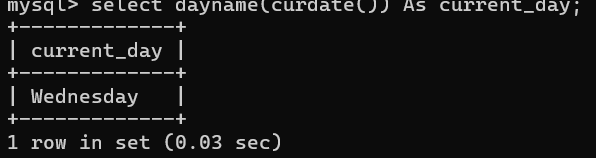 mysql> select dayname(curdate()) As current_day;
+-------------+
| current_day |
+-------------+
| Wednesday   |
+-------------+
1 row in set (0.03 sec)